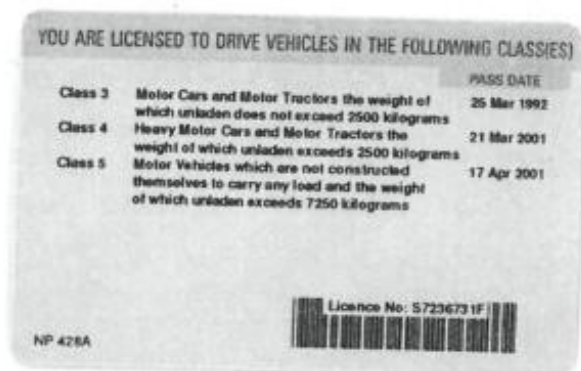 YOU ARE LICENSED TO DRIVE VEHICLES IN THE FOLLOWING CLASS(ES)
PASS DATE
Class 3 Motor Cars and Motor Tractors the weight of 25 Mar 1992
which unladen does not exceed 2500 kilograms
Class 4 Heavy Motor Cars and Motor Tractors the 21 Mar 2001
weight of which unladen exceeds 2500 kilograms
Class 5 Motor Vehicles which are not constructed 17 Apr 2001
themselves to carry any load and the weight
of which unladen exceeds 7250 kilograms
Licence No: S7236731F
NP 428A